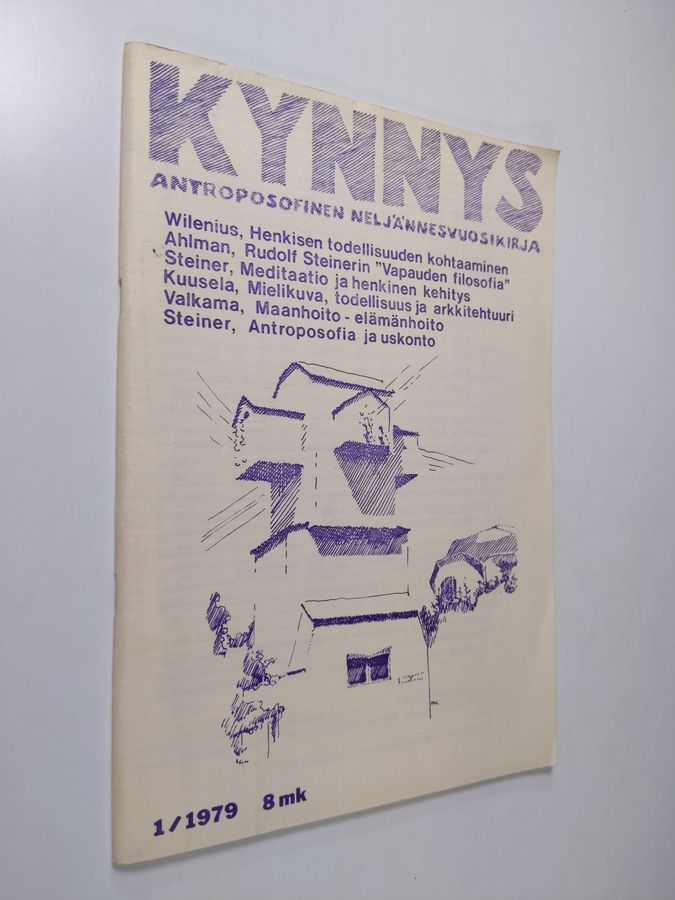 KYNNYS
ANTROPOSOFINEN NELJÄNNESVUOSIKIRJA
Wilenius, Henkisen todellisuuden kohtaaminen
Ahlman, Rudolf Steinerin "Vapauden filosofia"
Steiner, Meditaatio ja henkinen kehitys
Kuusela, Mielikuva, todellisuus ja arkkitehtuuri
Valkama, Maanhoito - elämänhoito
Steiner, Antroposofia ja uskonto
1/1979 8 mk